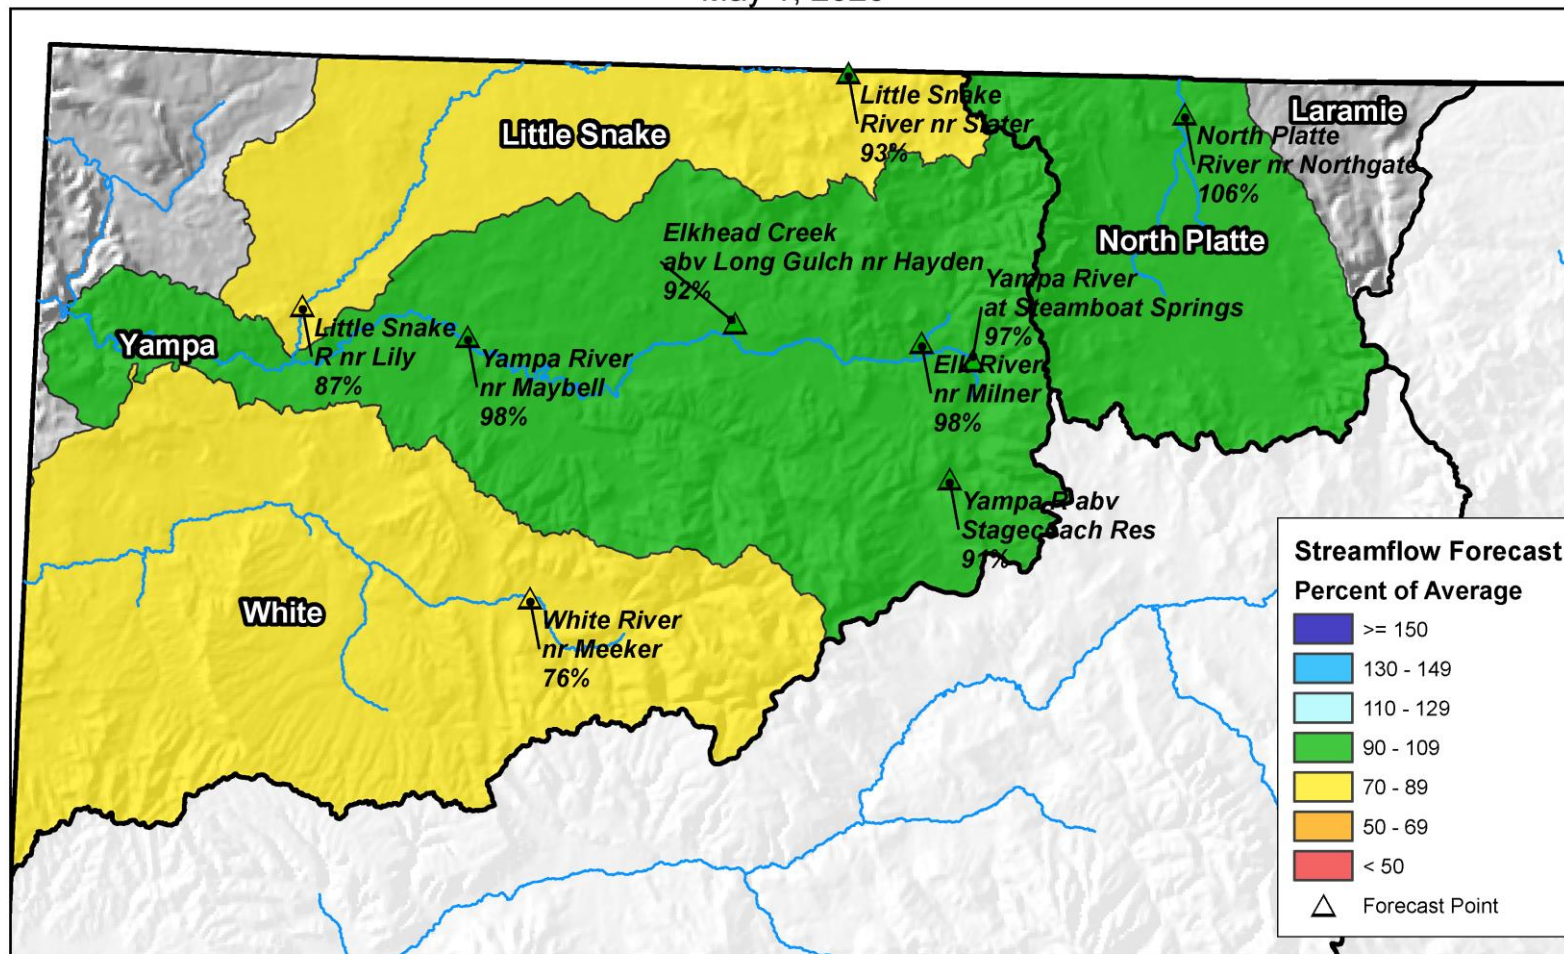 Little Snake
River nr Slater
93%
Laramie
Little Snake
North Platte
River nr Northgate
106%
North Platte
Elkhead Creek
abv Long Gulch nr Hayden
92%
Yampa River
at Steamboat Springs
97%
Yampa
Little Snake
R nr Lily
87%
Yampa River
nr Maybell
98%
Elk River
nr Milner
98%
Yampa R abv
Stagecoach Res
91%
White
White River
nr Meeker
76%
Streamflow Forecast
Percent of Average
>= 150
130 - 149
110 - 129
90 - 109
70 - 89
50 - 69
< 50
Forecast Point